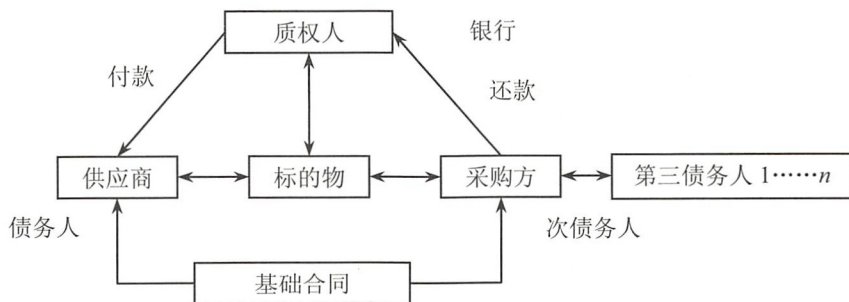 质权人
银行
付款
还款
供应商
标的物
采购方
第三债务人 1……n
债务人
次债务人
基础合同